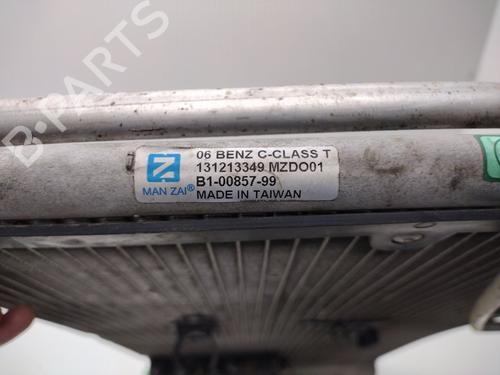 B-PARTS
06 BENZ C-CLASS T
131213349 MZDO01
B1-00857-99
MADE IN TAIWAN
MAN ZAI®